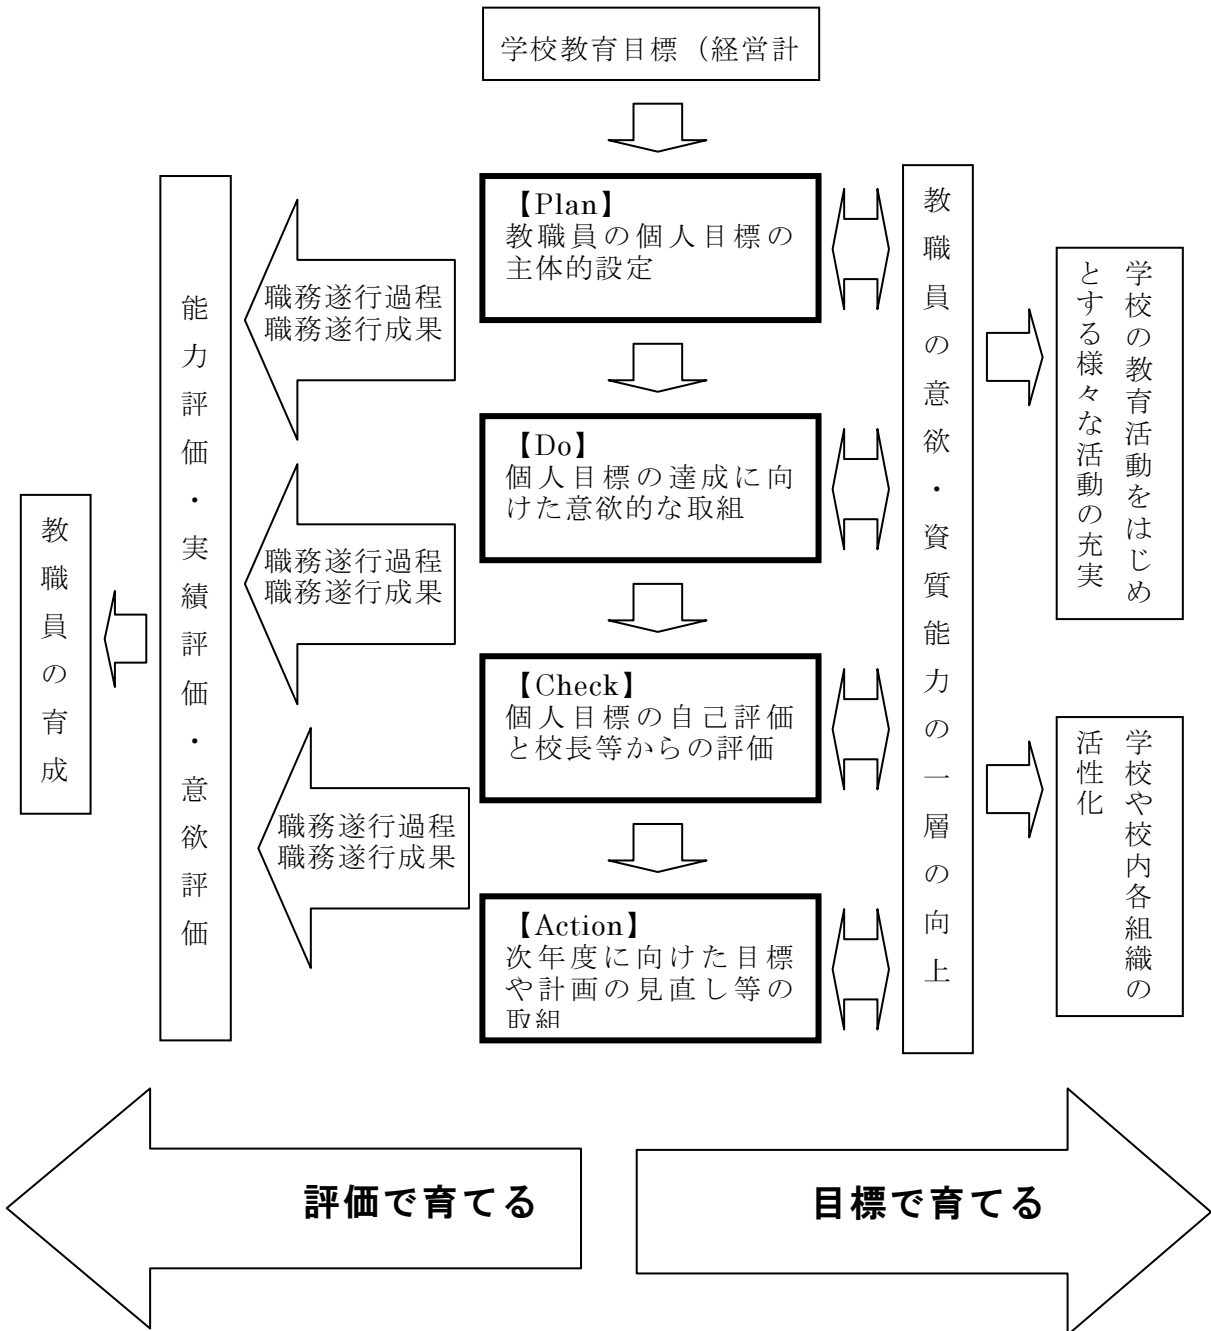 学校教育目標（経営計
【Plan】
教職員の個人目標の
主体的設定
職務遂行過程
職務遂行成果
【Do】
個人目標の達成に向
けた意欲的な取組
職務遂行過程
職務遂行成果
【Check】
個人目標の自己評価
と校長等からの評価
職務遂行過程
職務遂行成果
【Action】
次年度に向けた目標
や計画の見直し等の
取組
能力評価・実績評価・意欲評価
教職員の育成
教職員の意欲・資質能力の一層の向上
学校の教育活動をはじめ
とする様々な活動の充実
学校や校内各組織の
活性化
評価で育てる
目標で育てる